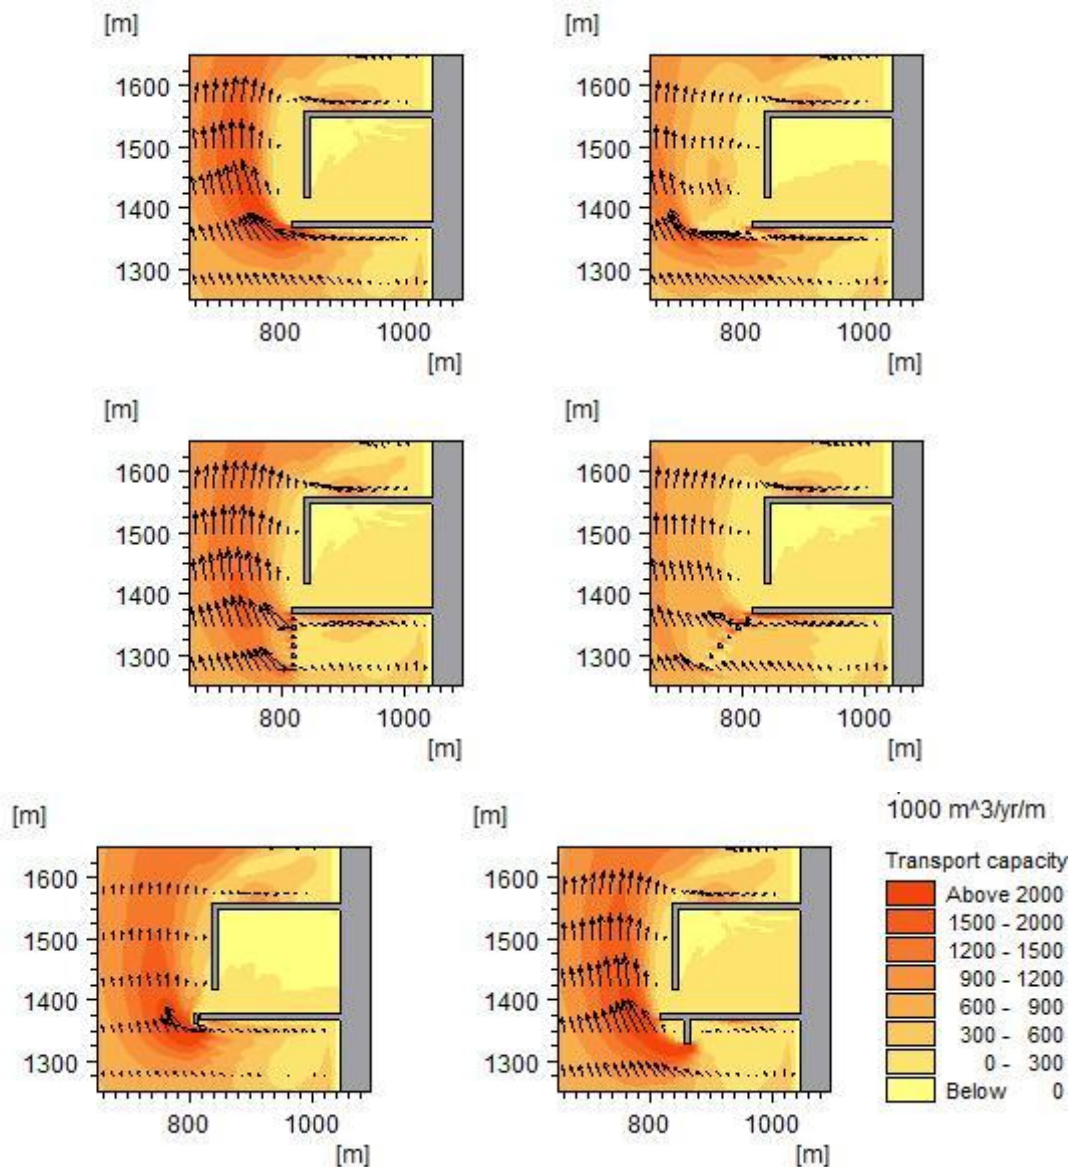 [m] [m]
1600 1600
1500 1500
1400 1400
1300 1300
800 1000 800 1000
[m] [m]
[m] [m]
1600 1600
1500 1500
1400 1400
1300 1300
800 1000 800 1000
[m] [m]
[m] [m]
1600 1600
1500 1500
1400 1400
1300 1300
800 1000 800 1000
[m] [m]
1000 m^3/yr/m
Transport capacity
Above 2000
1500 - 2000
1200 - 1500
900 - 1200
600 - 900
300 - 600
0 - 300
Below 0